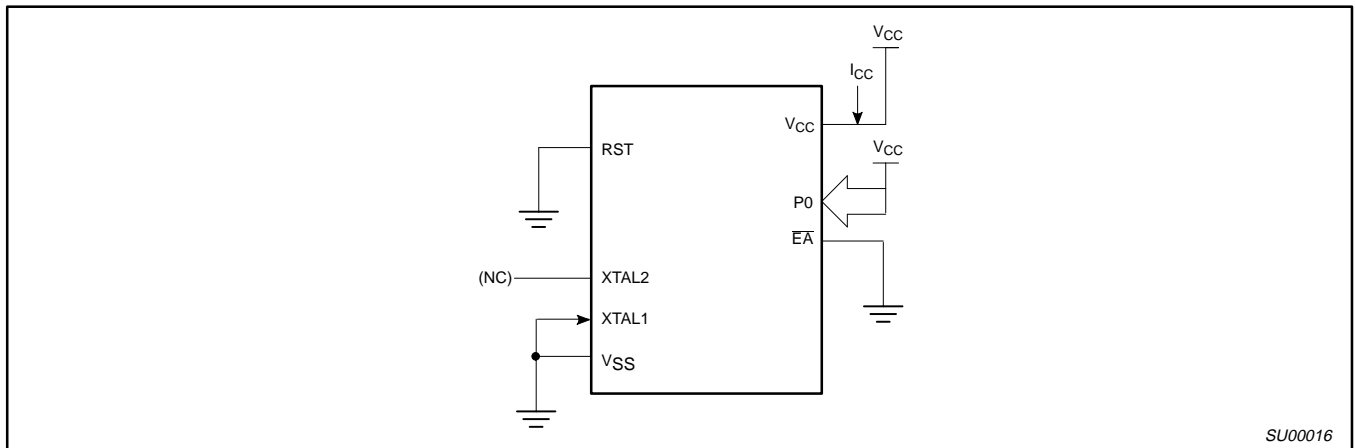 VCC
ICC
VCC
RST
VCC
P0
EA
(NC)
XTAL2
XTAL1
VSS
SU00016